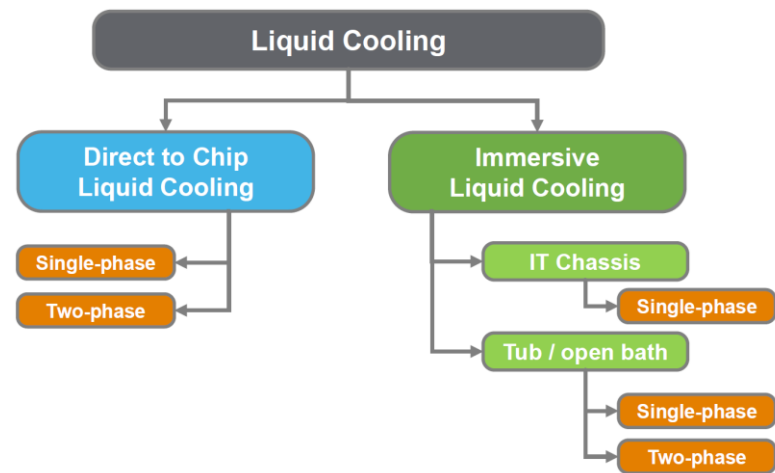 Liquid Cooling
Direct to Chip
Liquid Cooling
Single-phase
Two-phase
Immersive
Liquid Cooling
IT Chassis
Single-phase
Tub / open bath
Single-phase
Two-phase